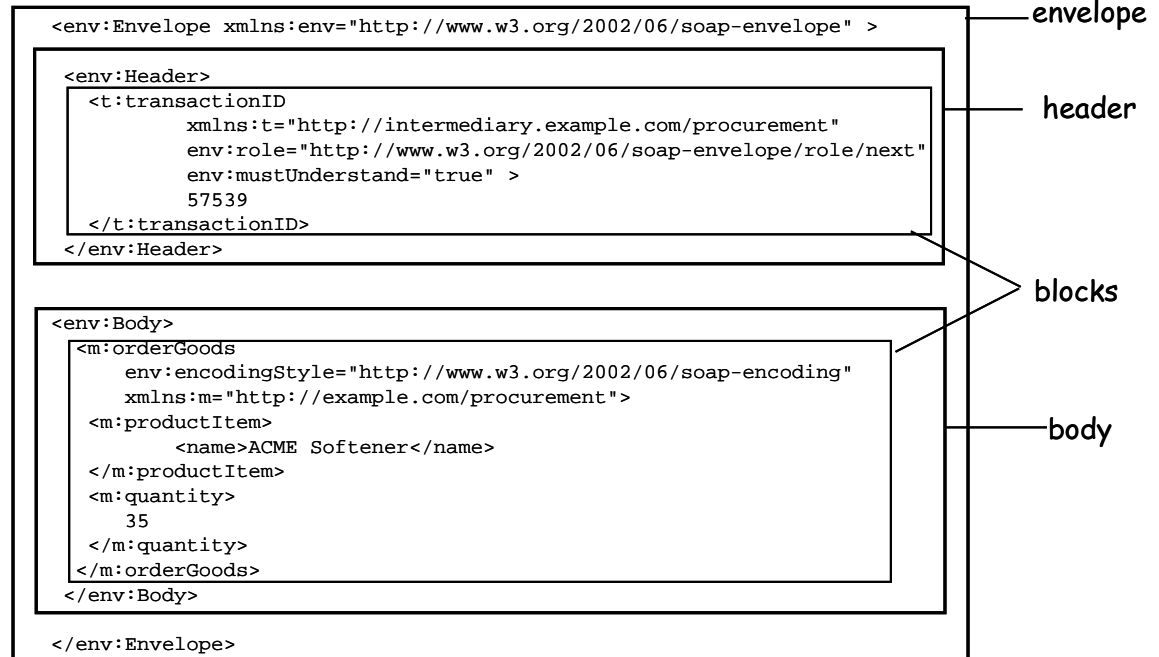 <env:Envelope xmlns:env="http://www.w3.org/2002/06/soap-envelope" >
envelope
<env:Header>
<t:transactionID
header
xmlns:t="http://intermediary.example.com/procurement"
env:role="http://www.w3.org/2002/06/soap-envelope/role/next"
env:mustUnderstand="true" >
57539
</t:transactionID>
</env:Header>
blocks
<env:Body>
<m:orderGoods
env:encodingStyle="http://www.w3.org/2002/06/soap-encoding"
xmlns:m="http://example.com/procurement">
<m:productItem>
body
<name>ACME Softener</name>
</m:productItem>
<m:quantity>
35
</m:quantity>
</m:orderGoods>
</env:Body>
</env:Envelope>